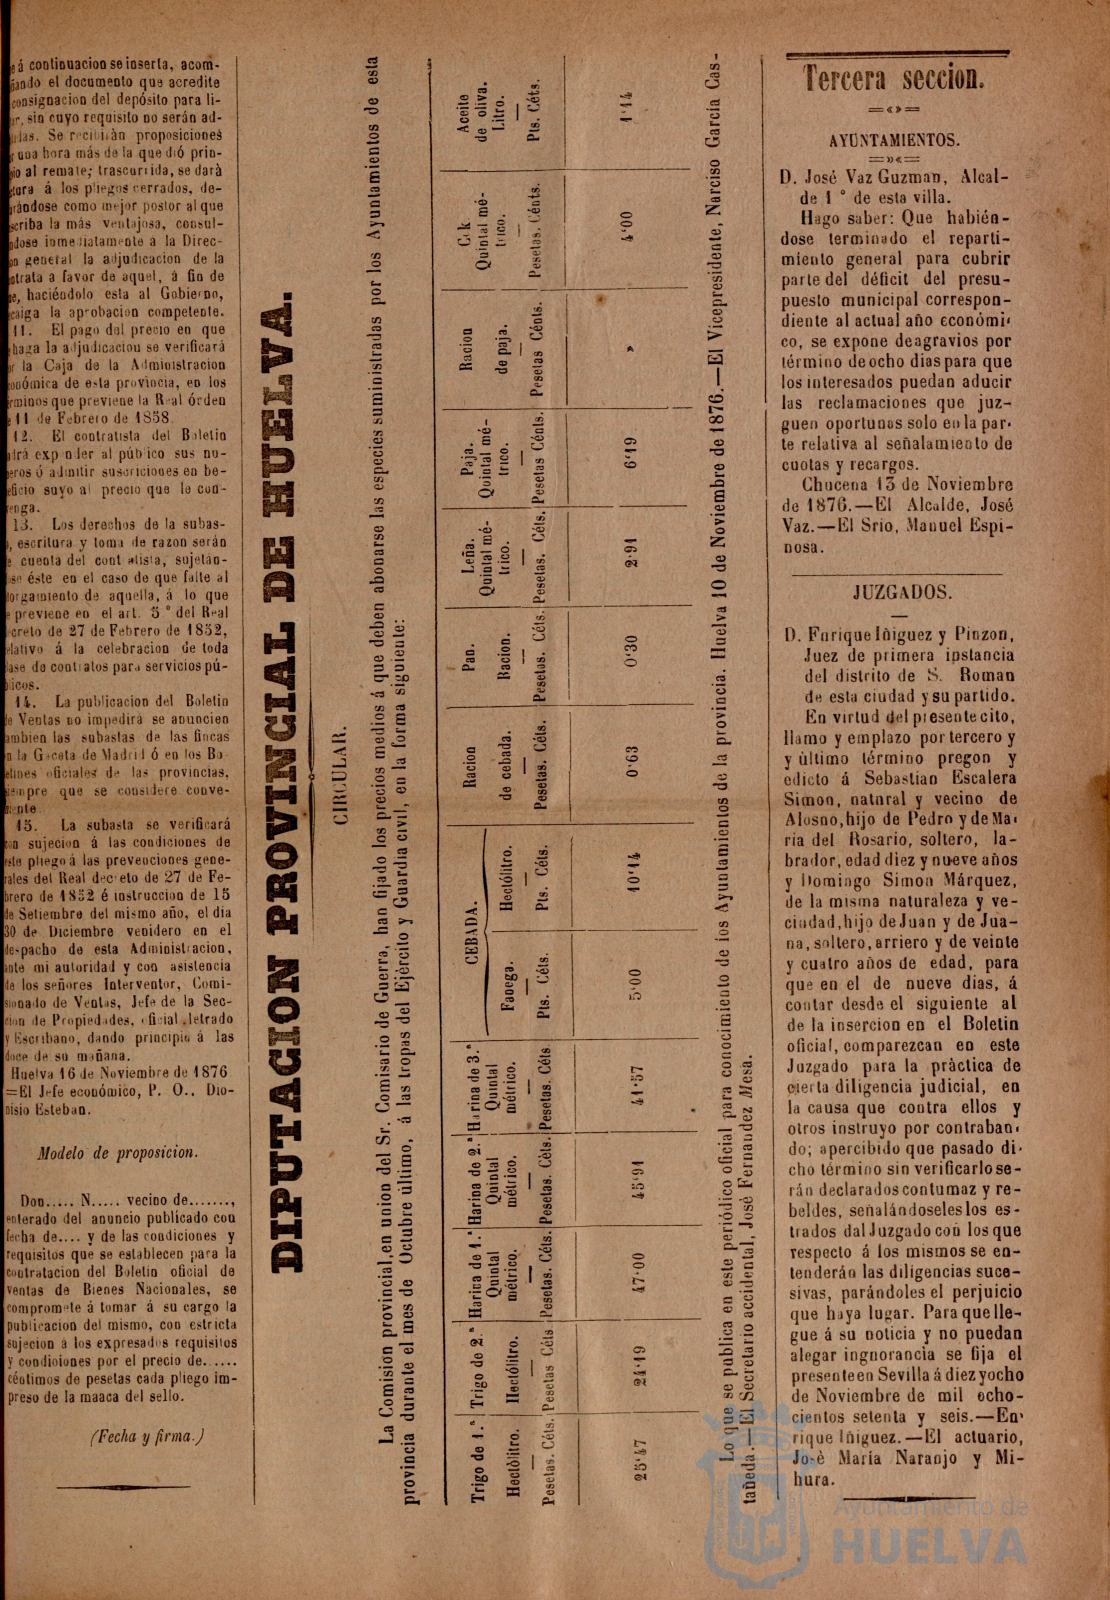 á continuacion se inserta, acom-
ñando el documento que acredite
consignacion del depósito para li-
sin cuyo requisito no serán ad-
das. Se recibirán proposiciones
una hora más de la que dió prin-
io al remate; trascurrida, se dará
tura á los pliegos cerrados, de-
rándose como mejor postor al que
scriba la más ventajosa, consul-
ndose inmediatamente a la Direc-
on general la adjudicacion de la
ntrata a favor de aquel, á fin de
e, haciéndolo esta al Gobierno,
caiga la aprobacion competente.
11. El pago del precio en que
haga la adjudicacion se verificará
r la Caja de la Administracion
conómica de esta provincia, en los
rminos que previene la Real órden
e 11 de Febrero de 1858.
12. El contratista del Boletin
drá expender al público sus nú-
eros ó admitir suscriciones en be-
eficio suyo al precio que le con-
enga.
13. Los derechos de la subas-
, escritura y toma de razon serán
e cuenta del contratista, sujetán-
se éste en el caso de que falte al
orgamiento de aquella, á lo que
e previene en el art. 5° del Real
ecreto de 27 de Febrero de 1852,
elativo á la celebracion de toda
lase de contratos para servicios pú-
licos.
14. La publicacion del Boletin
de Ventas no impedirá se anuncien
ambien las subastas de las fincas
en la Gaceta de Madrid ó en los Bo-
letines oficiales de las provincias,
siempre que se considere conve-
niente.
15. La subasta se verificará
con sujecion á las condiciones de
este pliego á las prevenciones gene-
rales del Real decreto de 27 de Fe-
brero de 1852 é instruccion de 15
de Setiembre del mismo año, el dia
30 de Diciembre venidero en el
despacho de esta Administracion,
ante mi autoridad y con asistencia
de los señores Interventor, Comi-
sionado de Ventas, Jefe de la Sec-
cion de Propiedades, oficial letrado
y Escribano, dando principio á las
doce de su mañana.
Huelva 16 de Noviembre de 1876
=El Jefe económico, P. O., Dio-
nisio Esteban.
Modelo de proposicion.
Don..... N..... vecino de.......,
enterado del anuncio publicado con
fecha de.... y de las condiciones y
requisitos que se establecen para la
contratacion del Boletin oficial de
ventas de Bienes Nacionales, se
compromete á tomar á su cargo la
publicacion del mismo, con estricta
sujecion á los expresados requisitos
y condiciones por el precio de......
céntimos de pesetas cada pliego im-
preso de la maaca del sello.
(Fecha y firma.)
DIPUTACION PROVINCIAL DE HUELVA.
CIRCULAR.
La Comision provincial, en union del Sr. Comisario de Guerra, han fijado los precios medios á que deben abonarse las especies suministradas por los Ayuntamientos de esta
provincia durante el mes de Octubre último, á las tropas del Ejército y Guardia civil, en la forma siguiente:
Trigo de 1.ª Hectólitro. Pesetas. Céts. 25'47
Trigo de 2.ª Hectólitro. Pesetas Céts 24'19
Harina de 1.ª Quintal métrico. Pesetas. Céts. 47'00
Harina de 2.ª Quintal métrico. Pesetas. Céts. 45'94
Harina de 3.ª Quintal métrico. Pesetas. Céts 41'57
CEBADA.
Fanega. Pts. Céts. 5'00
Hectólitro. Pts. Céts. 10'14
Racion de cebada. Pesetas. Céts. 0'63
Pan. Racion. Pesetas. Céts. 0'30
Leña. Quintal métrico. Pesetas. Céts. 2'91
Paja. Quintal métrico. Pesetas Cénts. 6'19
Racion de paja. Pesetas Cénts. »
C.k Quintal métrico. Pesetas. Cénts. 4'00
Aceite de oliva. Litro. Pts. Céts. 1'14
Lo que se publica en este periódico oficial para conocimiento de los Ayuntamientos de la provincia. Huelva 10 de Noviembre de 1876.—El Vicepresidente, Narciso García Cas-
tañeda.—El Secretario accidental, José Fernandez Mesa.
Tercera seccion.
AYUNTAMIENTOS.
D. José Vaz Guzman, Alcal-
de 1° de esta villa.
Hago saber: Que habién-
dose terminado el reparti-
miento general para cubrir
parte del déficit del presu-
puesto municipal correspon-
diente al actual año económi-
co, se expone de agravios por
término de ocho dias para que
los interesados puedan aducir
las reclamaciones que juz-
guen oportunas solo en la par-
te relativa al señalamiento de
cuotas y recargos.
Chucena 13 de Noviembre
de 1876.—El Alcalde, José
Vaz.—El Srio, Manuel Espi-
nosa.
JUZGADOS.
D. Enrique Iñiguez y Pinzon,
Juez de primera instancia
del distrito de S. Roman
de esta ciudad y su partido.
En virtud del presente cito,
llamo y emplazo por tercero y
y último término pregon y
edicto á Sebastian Escalera
Simon, natural y vecino de
Alosno, hijo de Pedro y de Ma-
ria del Rosario, soltero, la-
brador, edad diez y nueve años
y Domingo Simon Márquez,
de la misma naturaleza y ve-
ciudad, hijo de Juan y de Jua-
na, soltero, arriero y de veinte
y cuatro años de edad, para
que en el de nueve dias, á
contar desde el siguiente al
de la insercion en el Boletin
oficial, comparezcan en este
Juzgado para la práctica de
cierta diligencia judicial, en
la causa que contra ellos y
otros instruyo por contraban-
do; apercibido que pasado di-
cho término sin verificarlo se-
rán declarados contumaz y re-
beldes, señalándoseles los es-
trados dal Juzgado con los que
respecto á los mismos se en-
tenderán las diligencias suce-
sivas, parándoles el perjuicio
que haya lugar. Para que lle-
gue á su noticia y no puedan
alegar ingnorancia se fija el
presente en Sevilla á diez y ocho
de Noviembre de mil ocho-
cientos setenta y seis.—En-
rique Iñiguez.—El actuario,
José María Naranjo y Mi-
hura.
Ayuntamiento de
HUELVA